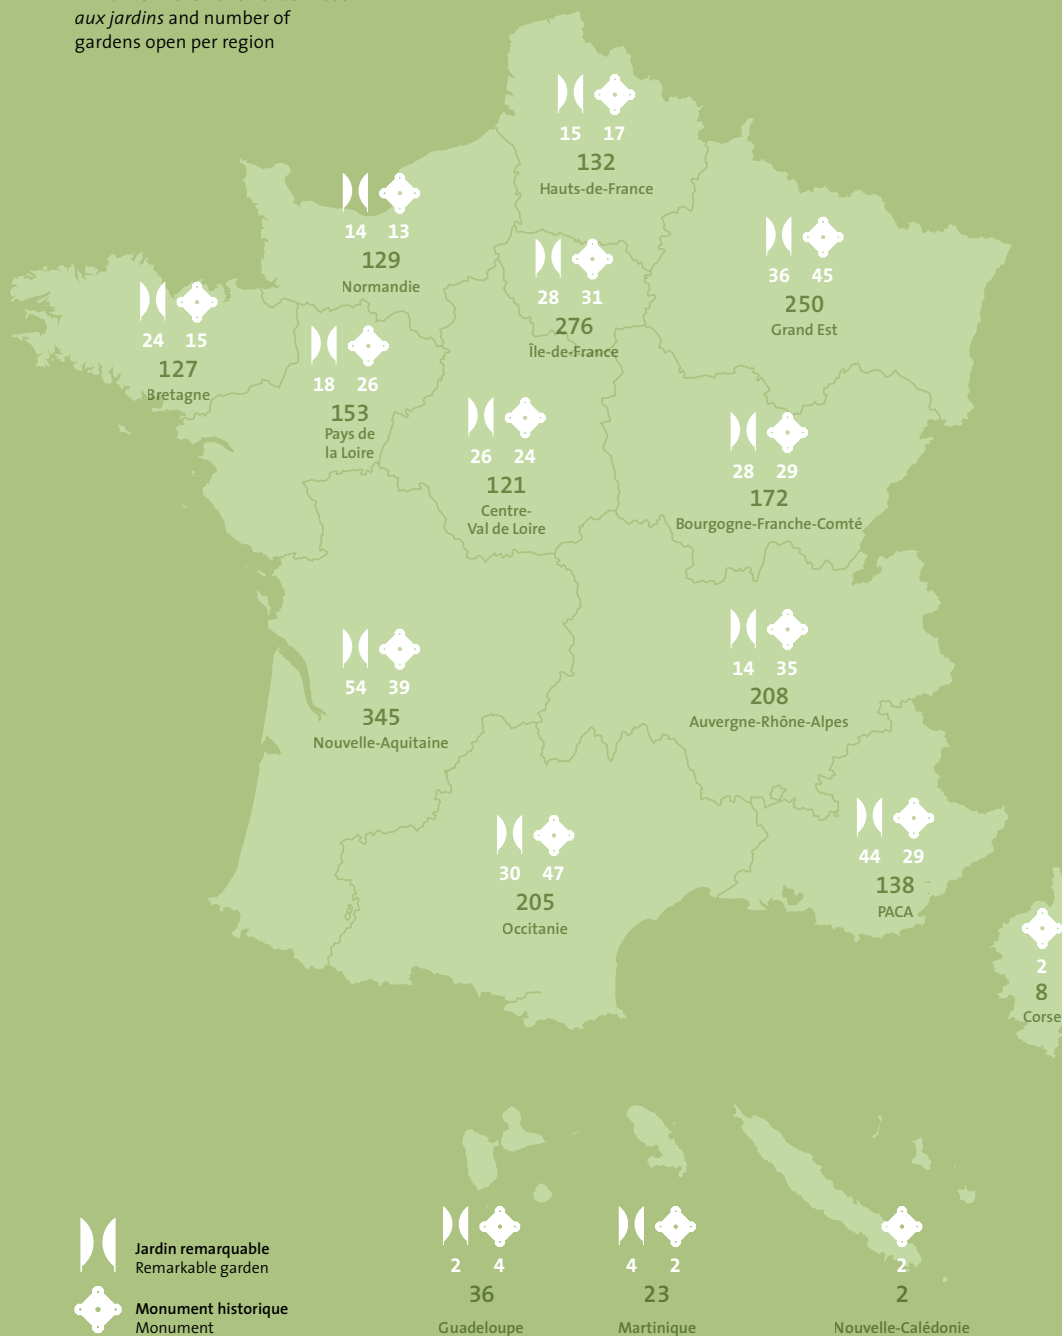 aux jardins and number of
gardens open per region
15 17
132
Hauts-de-France
14 13
129
Normandie
36 45
250
Grand Est
28 31
276
Île-de-France
24 15
127
Bretagne
18 26
153
Pays de
la Loire
26 24
121
Centre-
Val de Loire
28 29
172
Bourgogne-Franche-Comté
54 39
345
Nouvelle-Aquitaine
14 35
208
Auvergne-Rhône-Alpes
30 47
205
Occitanie
44 29
138
PACA
2
8
Corse
2 4
36
Guadeloupe
4 2
23
Martinique
2
2
Nouvelle-Calédonie
Jardin remarquable
Remarkable garden
Monument historique
Monument